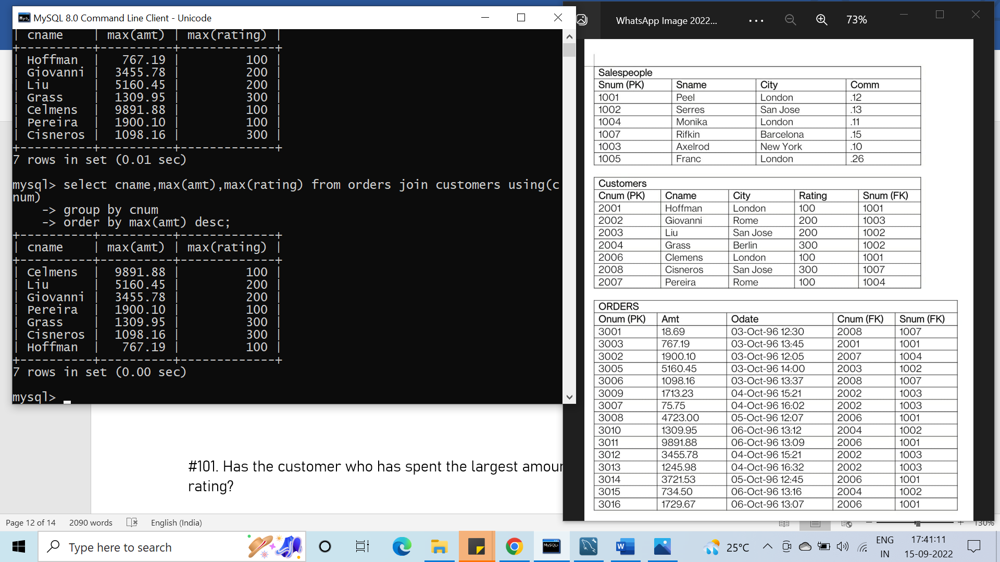 MySQL 8.0 Command Line Client - Unicode
| cname | max(amt) | max(rating) |
+----------+----------+-------------+
| Hoffman | 767.19 | 100 |
| Giovanni | 3455.78 | 200 |
| Liu | 5160.45 | 200 |
| Grass | 1309.95 | 300 |
| Celmens | 9891.88 | 100 |
| Pereira | 1900.10 | 100 |
| Cisneros | 1098.16 | 300 |
+----------+----------+-------------+
7 rows in set (0.01 sec)
mysql> select cname,max(amt),max(rating) from orders join customers using(c
num)
-> group by cnum
-> order by max(amt) desc;
+----------+----------+-------------+
| cname | max(amt) | max(rating) |
+----------+----------+-------------+
| Celmens | 9891.88 | 100 |
| Liu | 5160.45 | 200 |
| Giovanni | 3455.78 | 200 |
| Pereira | 1900.10 | 100 |
| Grass | 1309.95 | 300 |
| Cisneros | 1098.16 | 300 |
| Hoffman | 767.19 | 100 |
+----------+----------+-------------+
7 rows in set (0.00 sec)
mysql>
WhatsApp Image 2022... ... 73%
Salespeople
Snum (PK) Sname City Comm
1001 Peel London .12
1002 Serres San Jose .13
1004 Monika London .11
1007 Rifkin Barcelona .15
1003 Axelrod New York .10
1005 Franc London .26
Customers
Cnum (PK) Cname City Rating Snum (FK)
2001 Hoffman London 100 1001
2002 Giovanni Rome 200 1003
2003 Liu San Jose 200 1002
2004 Grass Berlin 300 1002
2006 Clemens London 100 1001
2008 Cisneros San Jose 300 1007
2007 Pereira Rome 100 1004
ORDERS
Onum (PK) Amt Odate Cnum (FK) Snum (FK)
3001 18.69 03-Oct-96 12:30 2008 1007
3003 767.19 03-Oct-96 13:45 2001 1001
3002 1900.10 03-Oct-96 12:05 2007 1004
3005 5160.45 03-Oct-96 14:00 2003 1002
3006 1098.16 03-Oct-96 13:37 2008 1007
3009 1713.23 04-Oct-96 15:21 2002 1003
3007 75.75 04-Oct-96 16:02 2002 1003
3008 4723.00 05-Oct-96 12:07 2006 1001
3010 1309.95 06-Oct-96 13:12 2004 1002
3011 9891.88 06-Oct-96 13:09 2006 1001
3012 3455.78 04-Oct-96 15:21 2002 1003
3013 1245.98 04-Oct-96 16:32 2002 1003
3014 3721.53 05-Oct-96 12:45 2006 1001
3015 734.50 06-Oct-96 13:16 2004 1002
3016 1729.67 06-Oct-96 13:07 2006 1001
#101. Has the customer who has spent the largest amou
rating?
Page 12 of 14 2090 words English (India) 130%
Type here to search
MySQL>
W
25°C
ENG
IN
17:41:11
15-09-2022